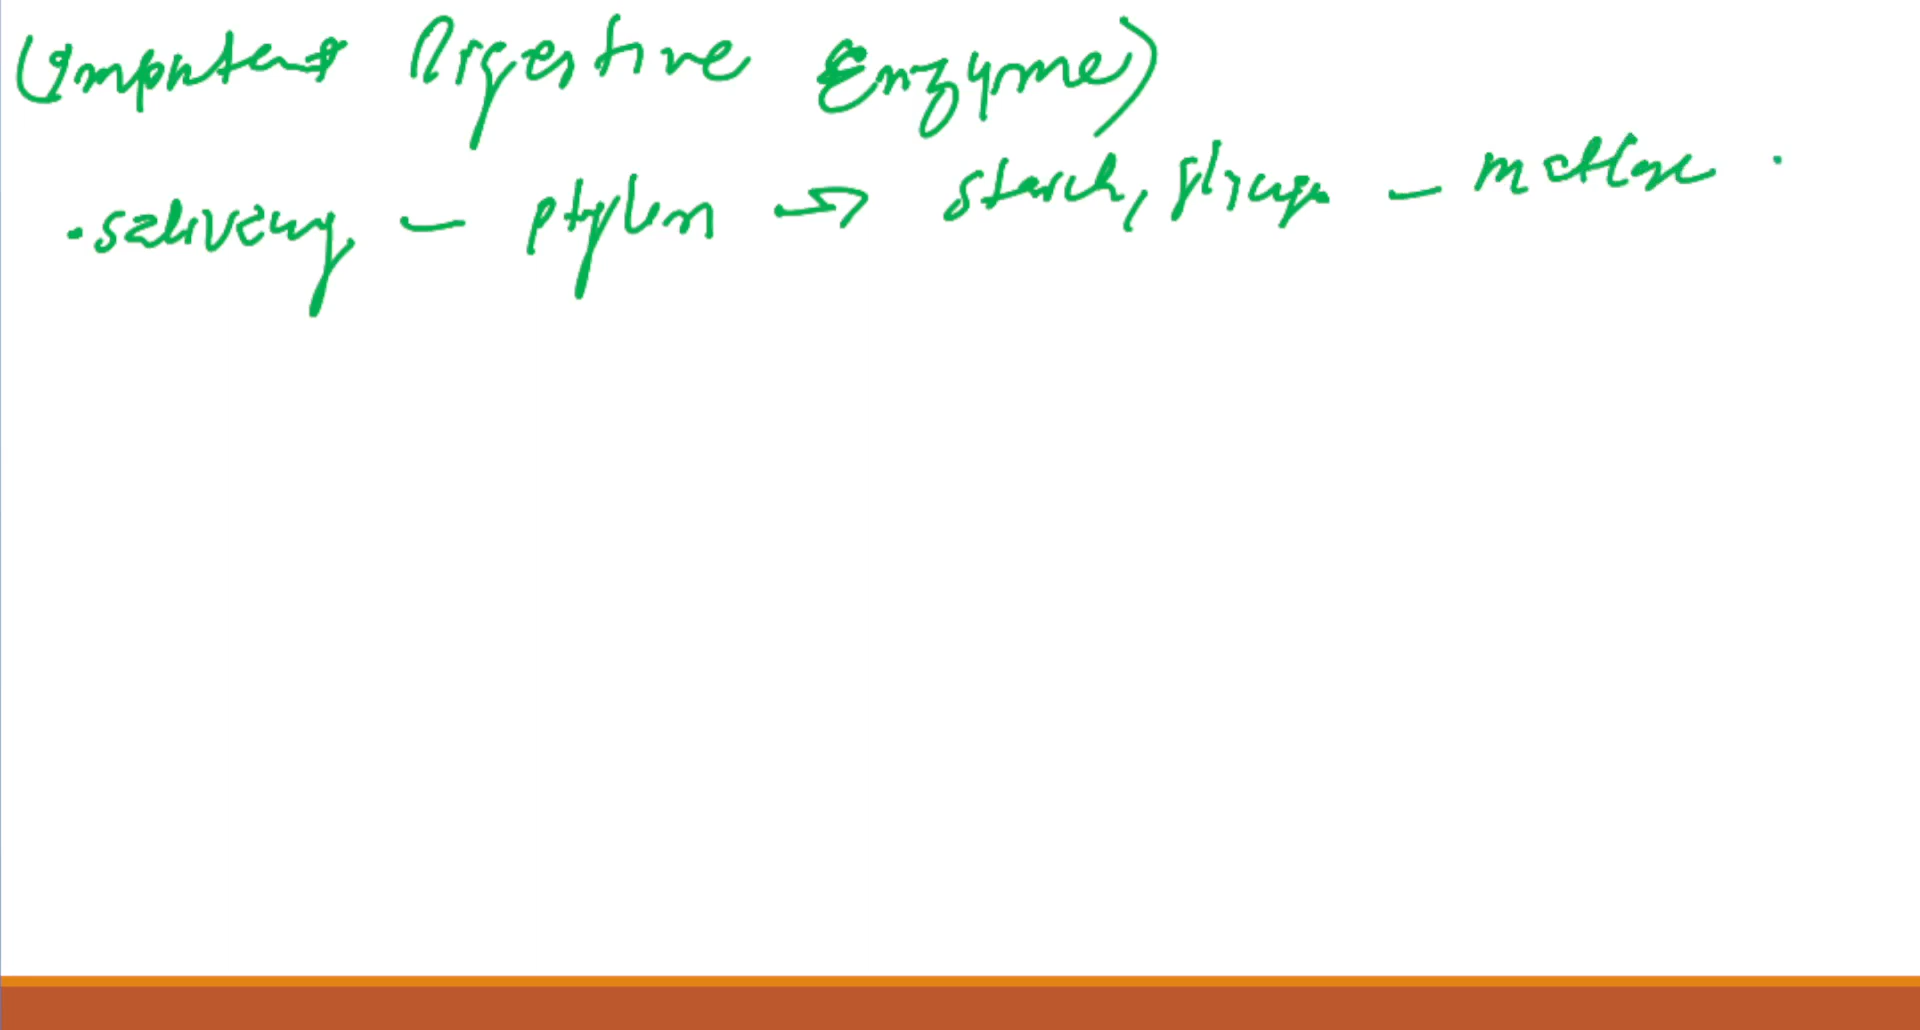 (Important Digestive Enzyme)
• salivary – ptylin → starch, glycogen – maltose .